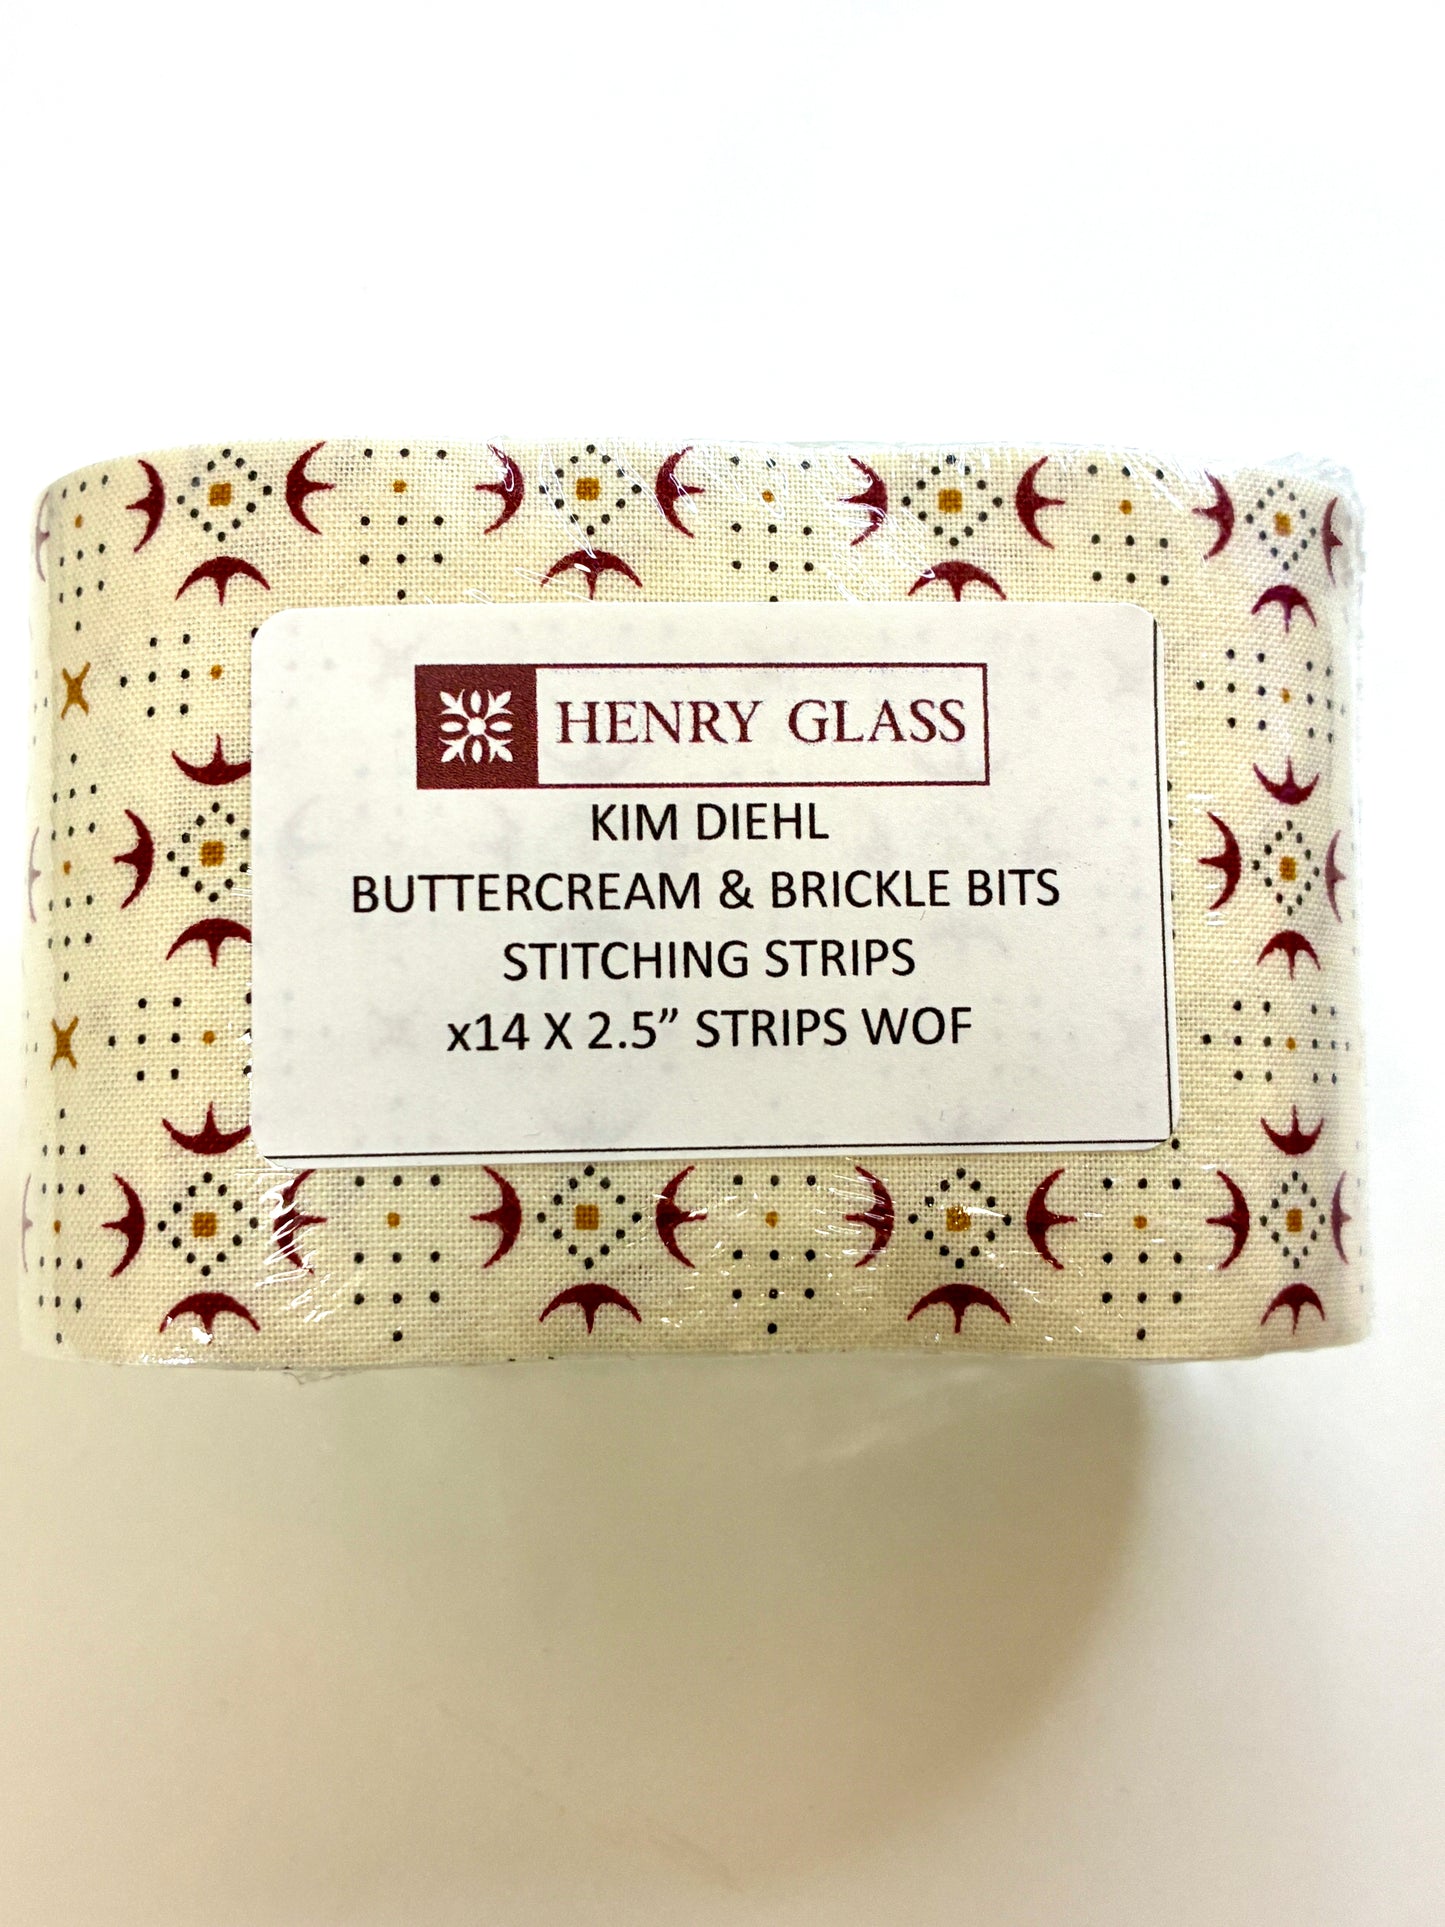 HENRY GLASS
KIM DIEHL
BUTTERCREAM & BRICKLE BITS
STITCHING STRIPS
x14 X 2.5” STRIPS WOF